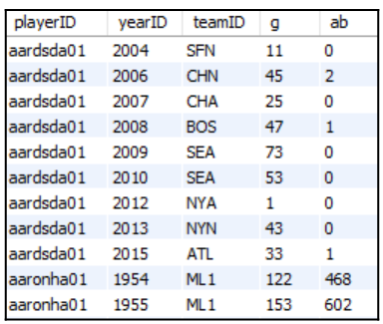 playerID yearID teamID g ab
aardsda01 2004 SFN 11 0
aardsda01 2006 CHN 45 2
aardsda01 2007 CHA 25 0
aardsda01 2008 BOS 47 1
aardsda01 2009 SEA 73 0
aardsda01 2010 SEA 53 0
aardsda01 2012 NYA 1 0
aardsda01 2013 NYN 43 0
aardsda01 2015 ATL 33 1
aaronha01 1954 ML1 122 468
aaronha01 1955 ML1 153 602